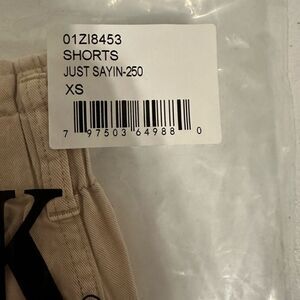 01ZI8453
SHORTS
JUST SAYIN-250
XS
7 97503 64988 0
K